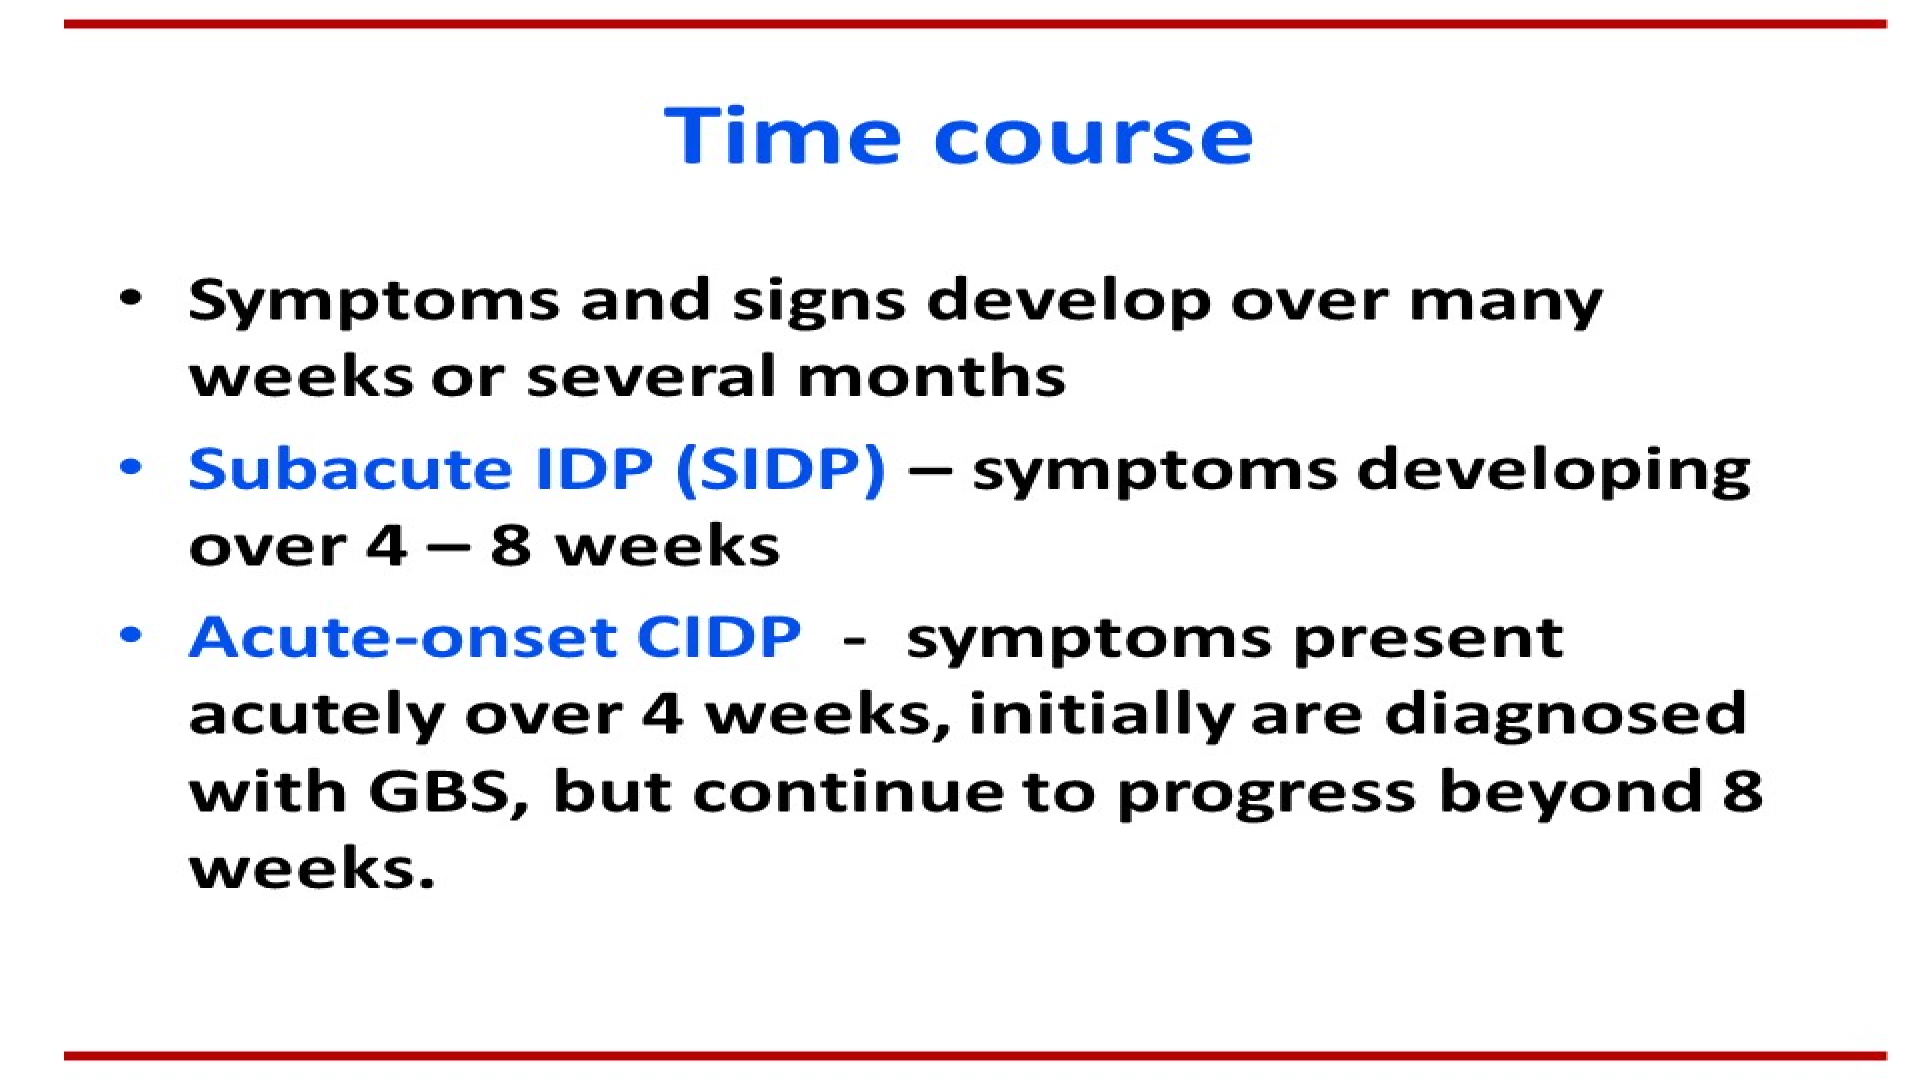 Time course
• Symptoms and signs develop over many
weeks or several months
• Subacute IDP (SIDP) – symptoms developing
over 4 – 8 weeks
• Acute-onset CIDP - symptoms present
acutely over 4 weeks, initially are diagnosed
with GBS, but continue to progress beyond 8
weeks.